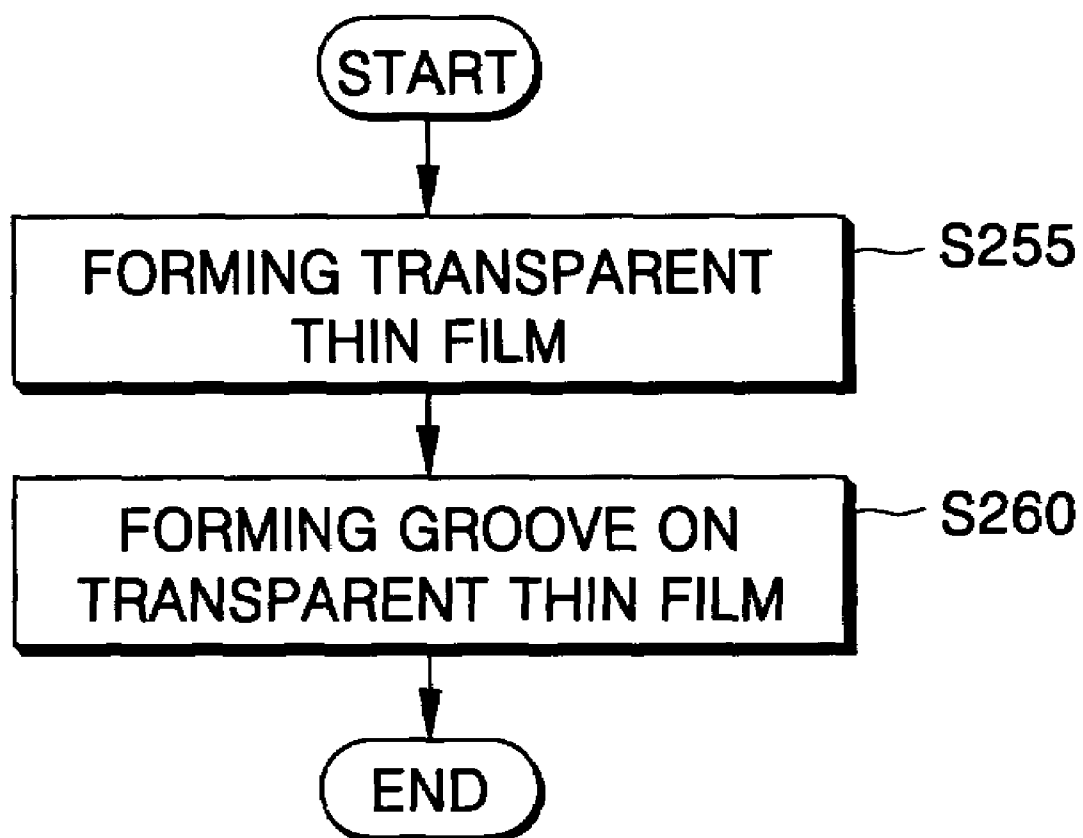 START
FORMING TRANSPARENT
THIN FILM
S255
FORMING GROOVE ON
TRANSPARENT THIN FILM
S260
END